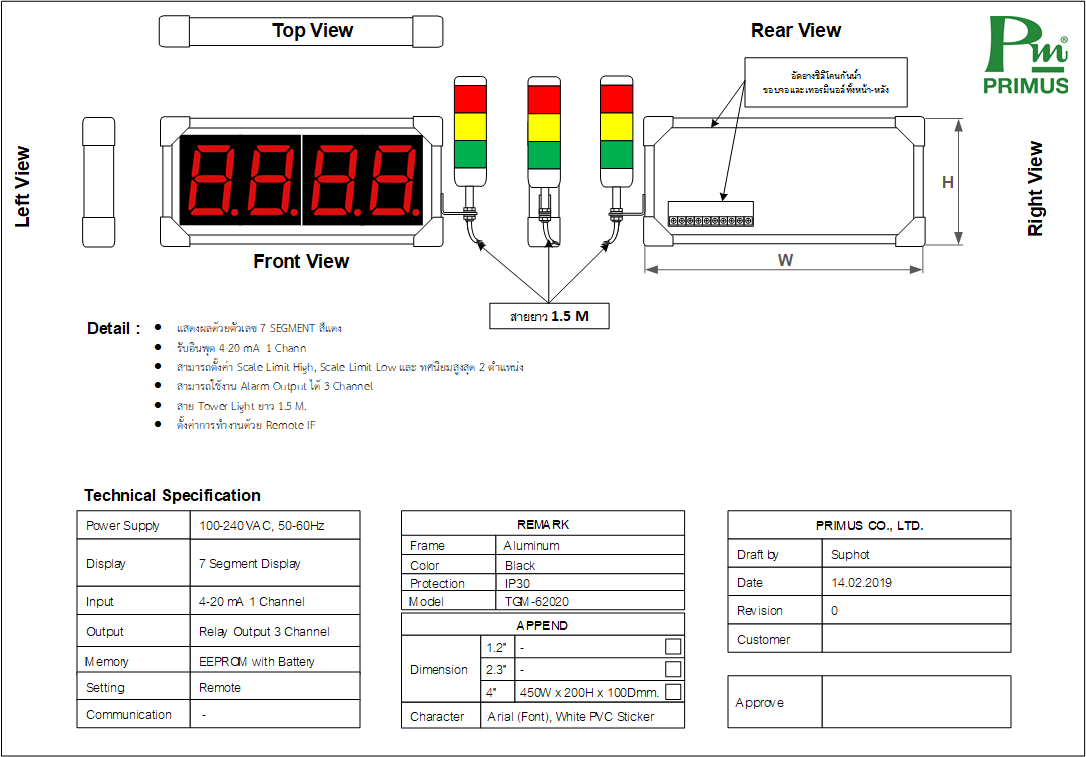 Top View
Rear View
Pm®
PRIMUS
อัดยางซิลิโคนกันน้ำ
ขอบจอและเทอร์มินอล์ ทั้งหน้า-หลัง
Left View
8.8.8.8.
H
Right View
W
Front View
สายยาว 1.5 M
Detail :
• แสดงผลด้วยตัวเลข 7 SEGMENT สีแดง
• รับอินพุต 4-20 mA 1 Chann
• สามารถตั้งค่า Scale Limit High, Scale Limit Low และ ทศนิยมสูงสุด 2 ตำแหน่ง
• สามารถใช้งาน Alarm Output ได้ 3 Channel
• สาย Tower Light ยาว 1.5 M.
• ตั้งค่าการทำงานด้วย Remote IF
Technical Specification
Power Supply 100-240 VAC, 50-60Hz
Display 7 Segment Display
Input 4-20 mA 1 Channel
Output Relay Output 3 Channel
Memory EEPROM with Battery
Setting Remote
Communication -
REMARK
Frame Aluminum
Color Black
Protection IP30
Model TGM-62020
APPEND
Dimension
1.2" -
2.3" -
4" 450W x 200H x 100Dmm.
Character Arial (Font), White PVC Sticker
PRIMUS CO., LTD.
Draft by Suphot
Date 14.02.2019
Revision 0
Customer
Approve